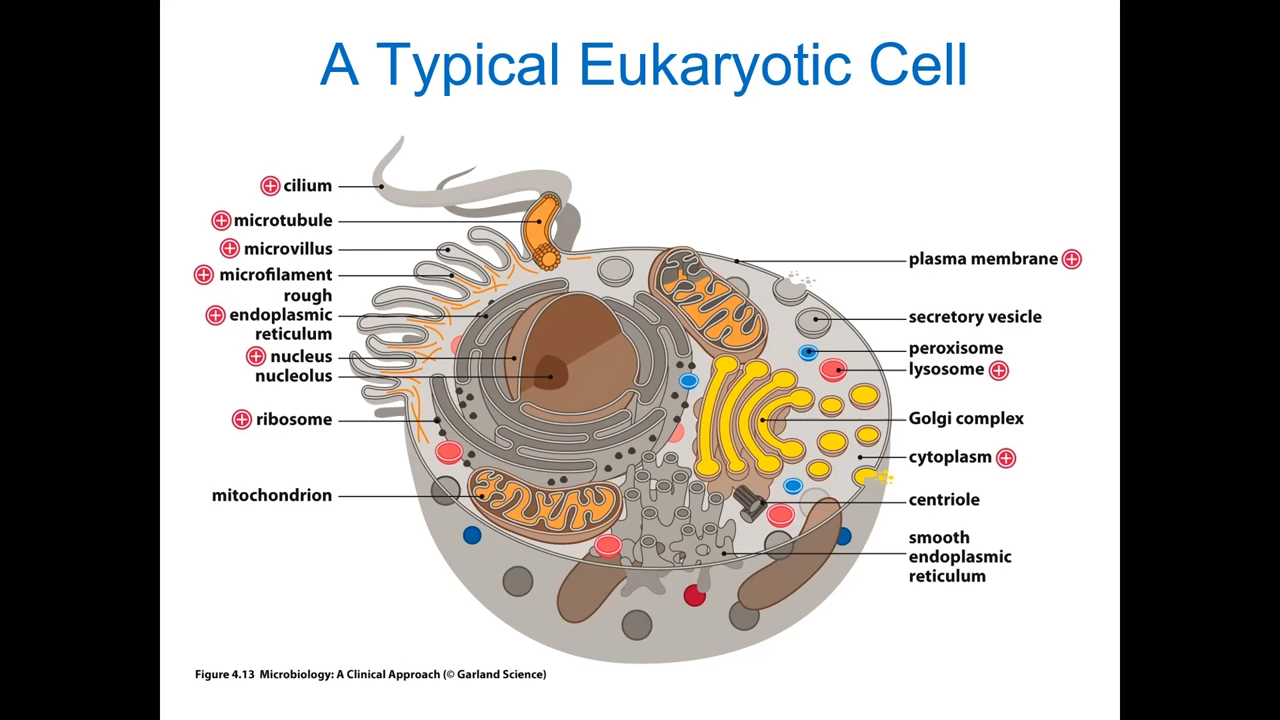 A Typical Eukaryotic Cell
cilium
microtubule
microvillus
microfilament
rough
endoplasmic
reticulum
nucleus
nucleolus
ribosome
mitochondrion
plasma membrane
secretory vesicle
peroxisome
lysosome
Golgi complex
cytoplasm
centriole
smooth
endoplasmic
reticulum
Figure 4.13 Microbiology: A Clinical Approach (© Garland Science)